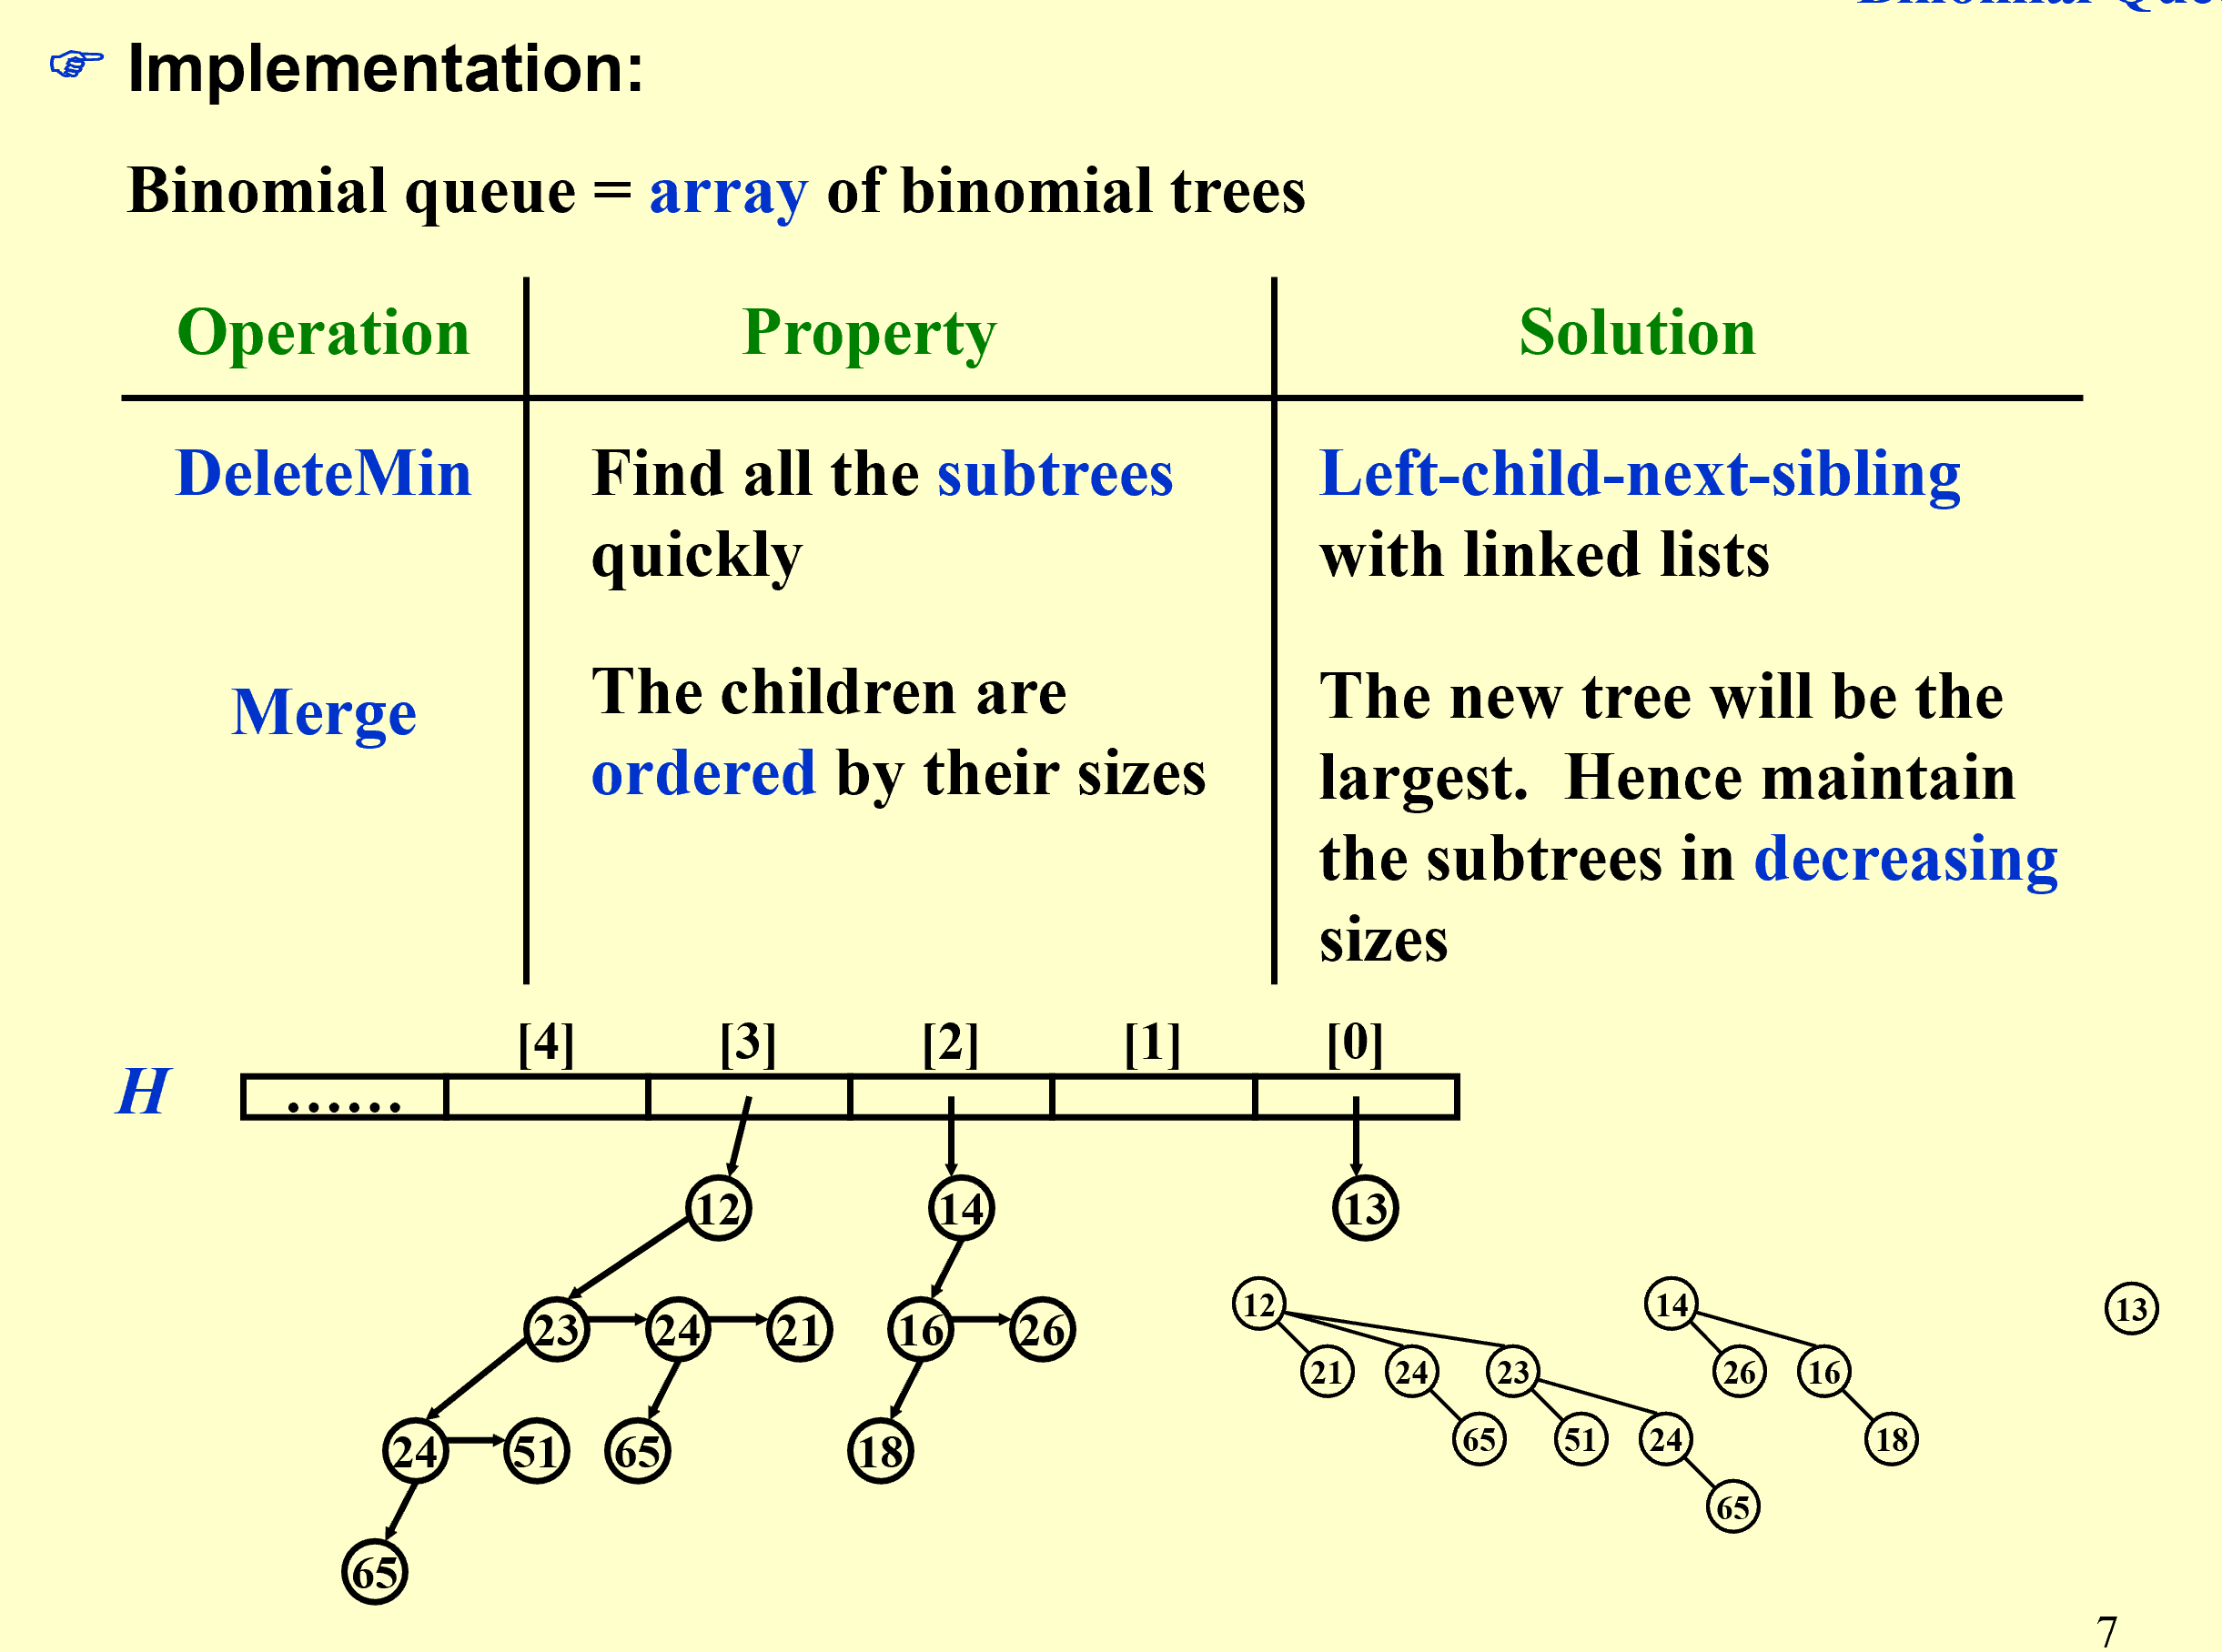 Implementation:
Binomial queue = array of binomial trees
Operation Property Solution
DeleteMin
Find all the subtrees
quickly
Left-child-next-sibling
with linked lists
Merge
The children are
ordered by their sizes
The new tree will be the
largest. Hence maintain
the subtrees in decreasing
sizes
[4] [3] [2] [1] [0]
H ......
12 14 13
23 24 21 16 26
24 51 65 18
65
12 14 13
21 24 23 26 16
65 51 24 18
65
7